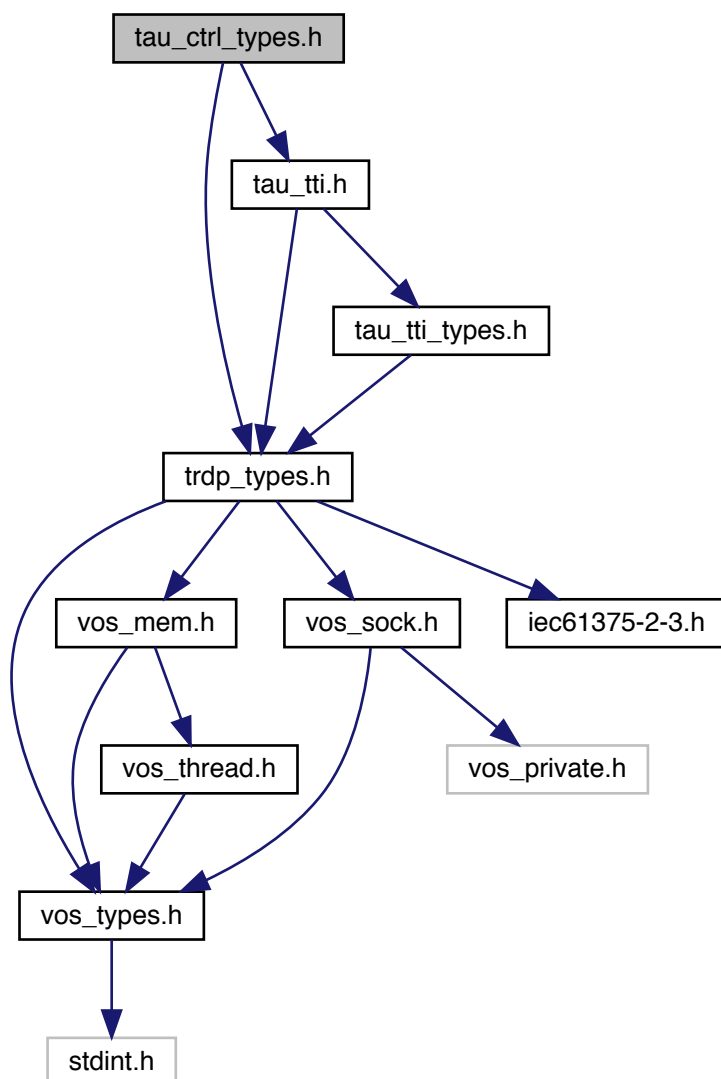 tau_ctrl_types.h
tau_tti.h
tau_tti_types.h
trdp_types.h
vos_mem.h
vos_sock.h
iec61375-2-3.h
vos_thread.h
vos_private.h
vos_types.h
stdint.h